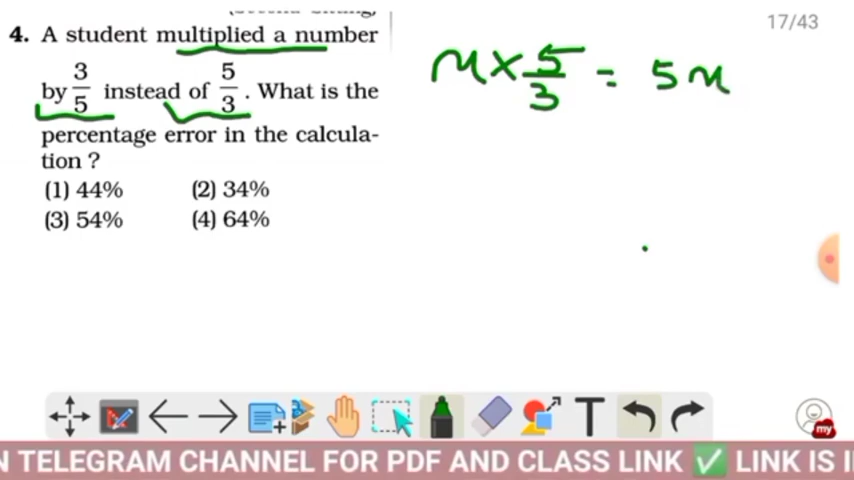 17/43
4. A student multiplied a number
by 3/5 instead of 5/3. What is the
percentage error in the calcula-
tion ?
(1) 44% (2) 34%
(3) 54% (4) 64%
x × 5/3 = 5x
T
my
N TELEGRAM CHANNEL FOR PDF AND CLASS LINK ✅ LINK IS I